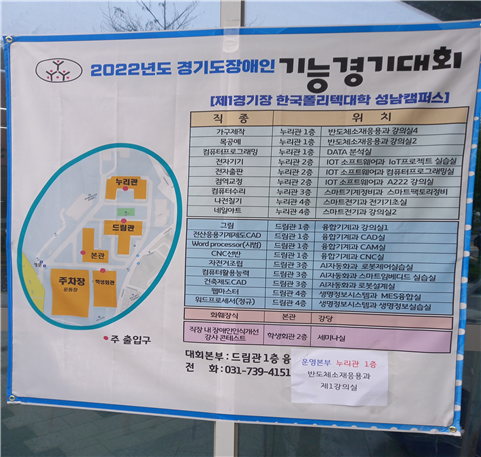 2022년도 경기도장애인 기능경기대회
[제1경기장 한국폴리텍대학 성남캠퍼스]
직 종 위 치
가구제작 누리관 1층 반도체소재응용과 강의실4
목공예 누리관 1층 반도체소재응용과 강의실2
컴퓨터프로그래밍 누리관 1층 DATA 분석실
전자기기 누리관 2층 IOT 소프트웨어과 IoT프로젝트 실습실
전자출판 누리관 2층 IOT 소프트웨어과 컴퓨터프로그래밍실
점역교정 누리관 2층 IOT 소프트웨어과 A222 강의실
컴퓨터수리 누리관 3층 스마트기계정비과 스마트팩토리정비
나전칠기 누리관 4층 스마트전기과 전기기초실
네일아트 누리관 4층 스마트전기과 강의실2
그림 드림관 1층 융합기계과 강의실1
전산응용기계제도CAD 드림관 1층 융합기계과 CAD실
Word processor(시범) 드림관 1층 융합기계과 CAM실
CNC선반 드림관 1층 융합기계과 CNC실
자전거조립 드림관 3층 AI자동화과 로봇제어실습실
컴퓨터활용능력 드림관 3층 AI자동화과 스마트임베디드 실습실
건축제도CAD 드림관 3층 AI자동화과 로봇설계실
웹마스터 드림관 4층 생명정보시스템과 MES융합실
워드프로세서(정규) 드림관 4층 생명정보시스템과 생명정보실습실
화훼장식 본관 강당
직장 내 장애인인식개선 강사 콘테스트 학생회관 2층 세미나실
누리관
드림관
본관
주차장
운동장
학생회관
정문
주 출입구
대회본부 : 드림관 1층 융
전 화 : 031-739-4151
운영본부 누리관 1층
반도체소재응용과
제1강의실